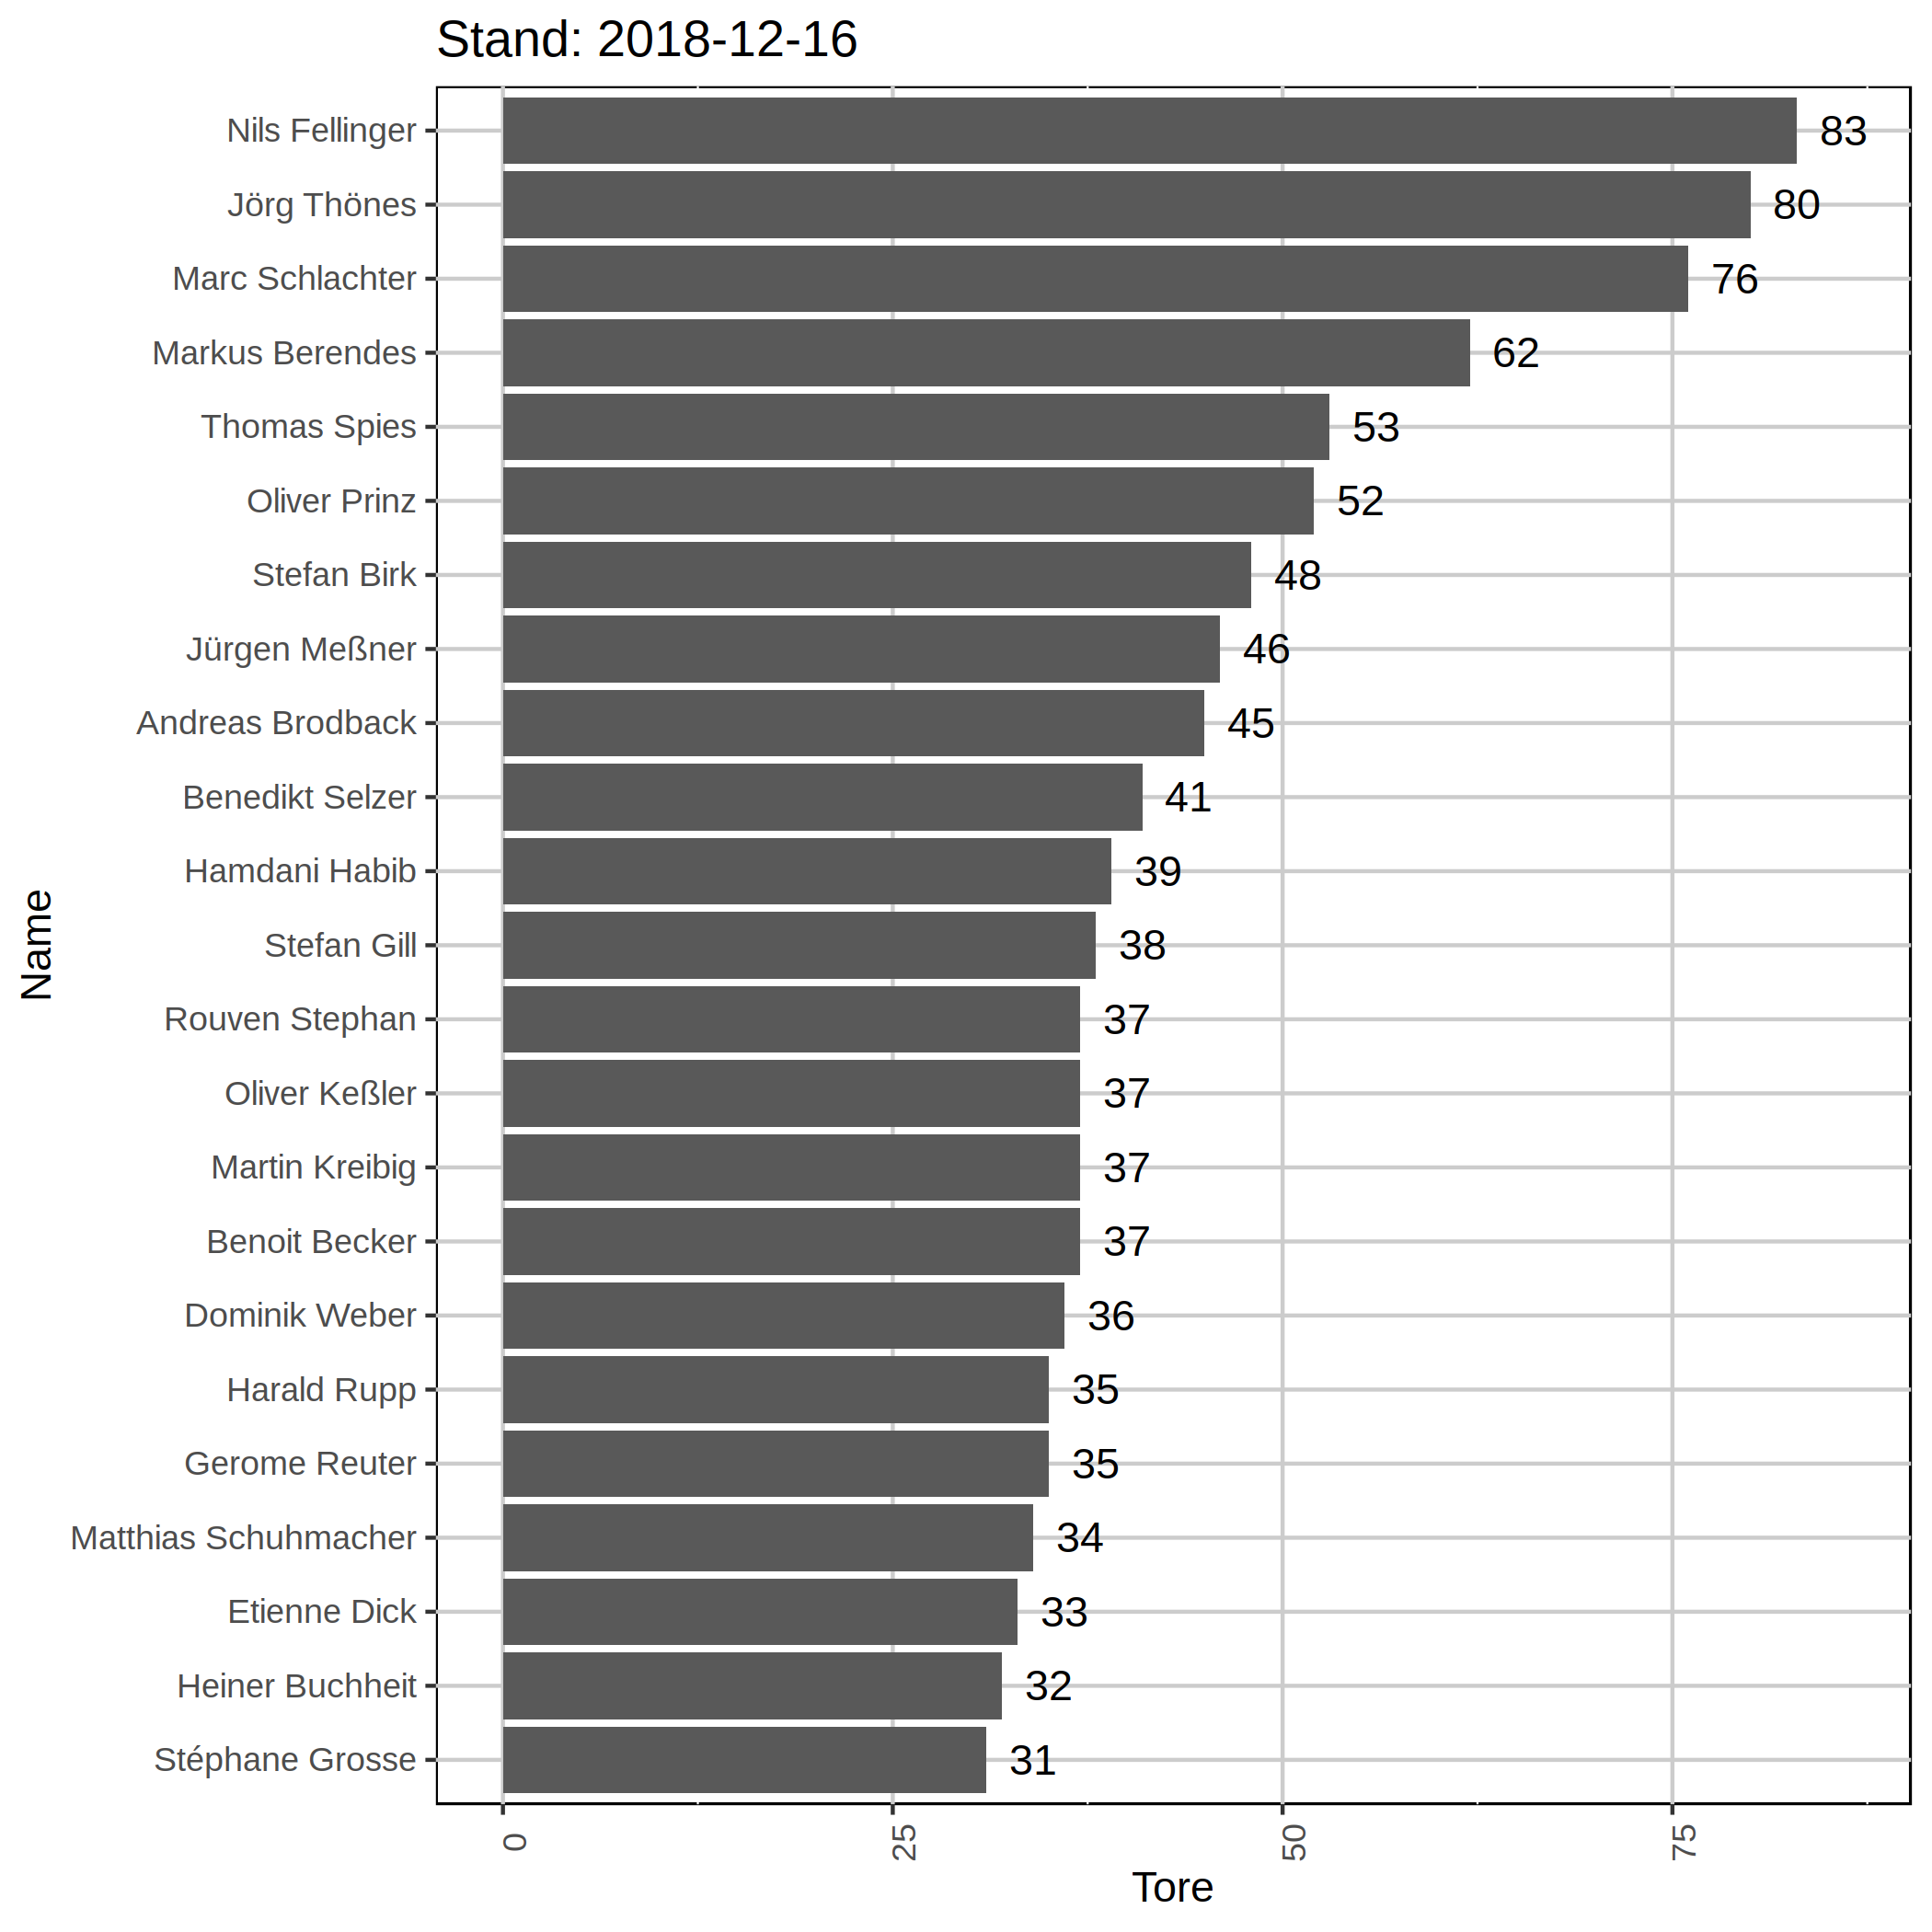 Stand: 2018-12-16
Name
Nils Fellinger 83
Jörg Thönes 80
Marc Schlachter 76
Markus Berendes 62
Thomas Spies 53
Oliver Prinz 52
Stefan Birk 48
Jürgen Meßner 46
Andreas Brodback 45
Benedikt Selzer 41
Hamdani Habib 39
Stefan Gill 38
Rouven Stephan 37
Oliver Keßler 37
Martin Kreibig 37
Benoit Becker 37
Dominik Weber 36
Harald Rupp 35
Gerome Reuter 35
Matthias Schuhmacher 34
Etienne Dick 33
Heiner Buchheit 32
Stéphane Grosse 31
0 25 50 75
Tore